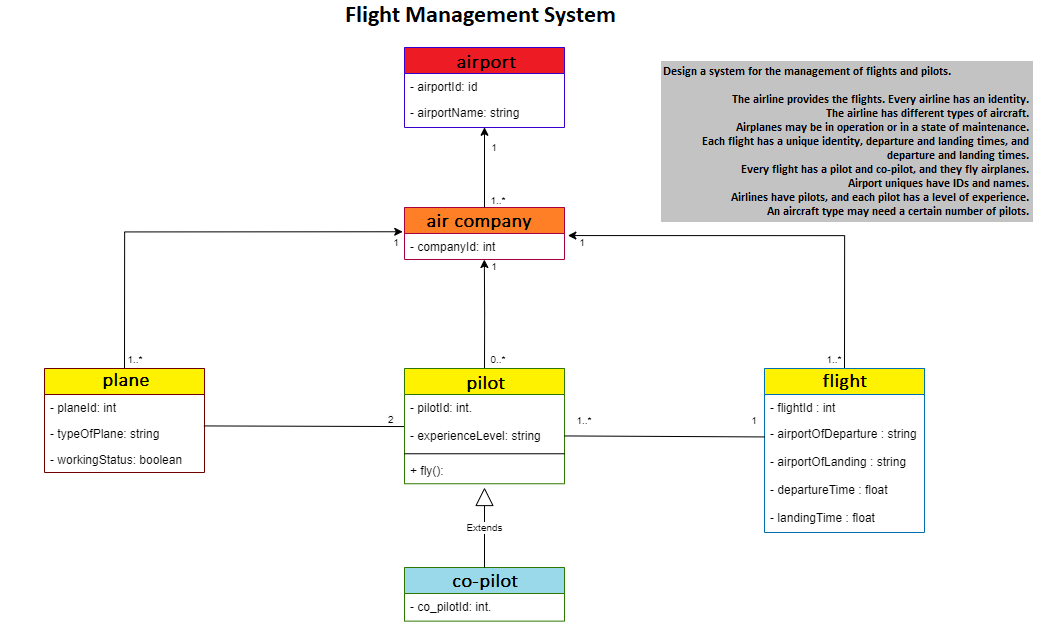 Flight Management System
airport
- airportId: id
- airportName: string
Design a system for the management of flights and pilots.
The airline provides the flights. Every airline has an identity.
The airline has different types of aircraft.
Airplanes may be in operation or in a state of maintenance.
Each flight has a unique identity, departure and landing times, and
departure and landing times.
Every flight has a pilot and co-pilot, and they fly airplanes.
Airport uniques have IDs and names.
Airlines have pilots, and each pilot has a level of experience.
An aircraft type may need a certain number of pilots.
1
1..*
air company
- companyId: int
1
1
1
1..*
0..*
1..*
plane
- planeId: int
- typeOfPlane: string
- workingStatus: boolean
2
pilot
- pilotId: int.
- experienceLevel: string
+ fly():
1..*
1
flight
- flightId : int
- airportOfDeparture : string
- airportOfLanding : string
- departureTime : float
- landingTime : float
Extends
co-pilot
- co_pilotId: int.